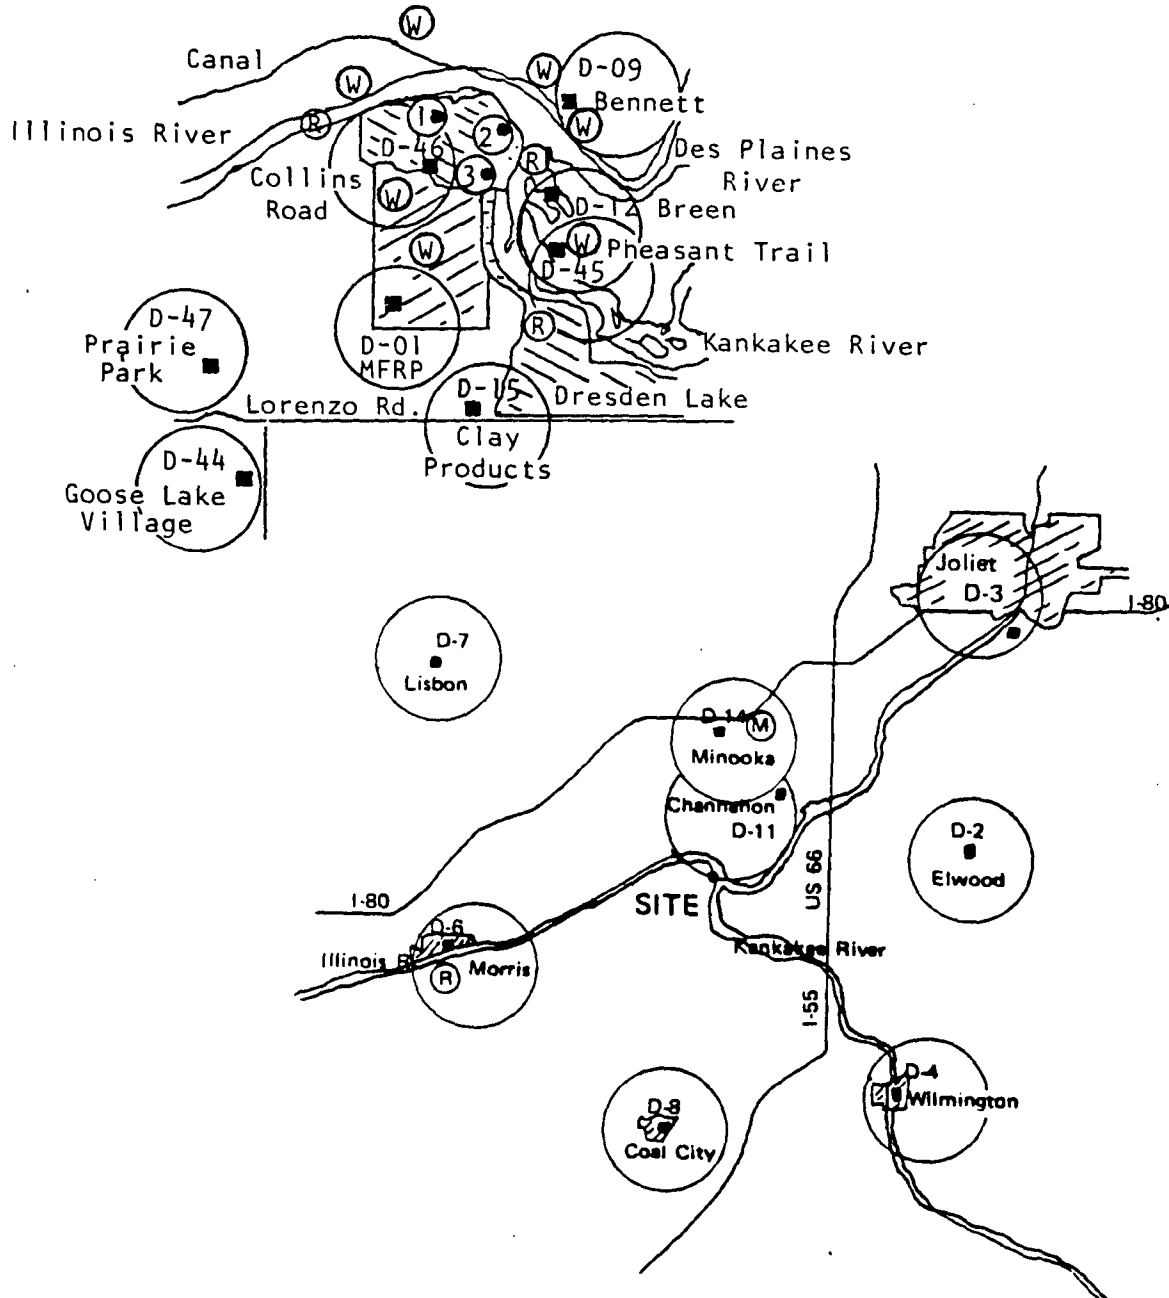 W
Canal
W
D-09
W
Bennett
Illinois River
R
1
W
2
D-46
R
Des Plaines
River
3
Collins
Road
W
D-12 Breen
W
W
Pheasant Trail
D-45
D-47
Prairie
Park
R
D-01
MFRP
Kankakee River
D-15
Dresden Lake
Lorenzo Rd.
Clay
Products
D-44
Goose Lake
Village
Joliet
D-3
I-80
D-7
Lisbon
D-14
M
Minooka
Channahon
D-11
D-2
Elwood
US 66
SITE
I-80
D-6
Kankakee River
Illinois R
Morris
R
I-55
D-4
Wilmington
D-8
Coal City